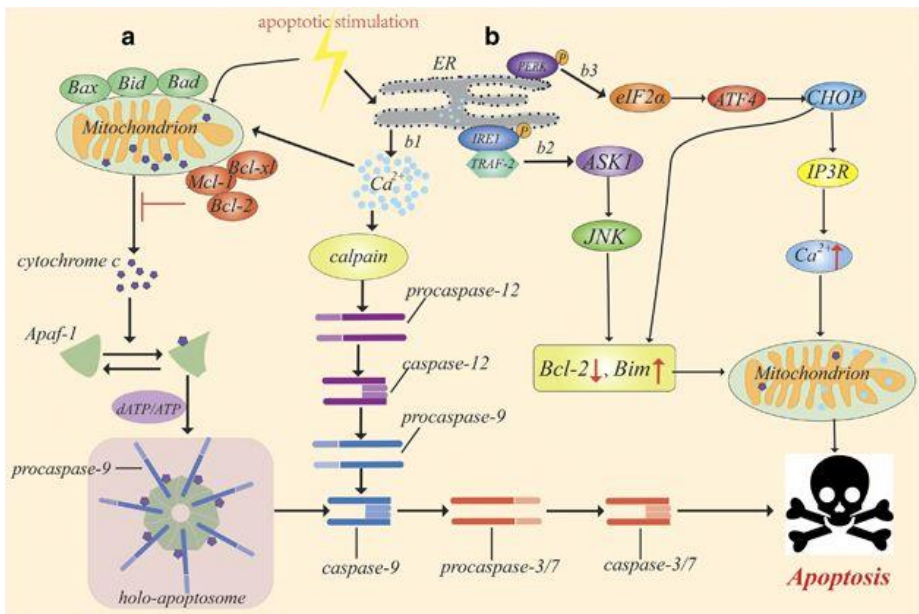 apoptotic stimulation
a
b
Bax
Bid
Bad
Mitochondrion
Mcl-1
Bcl-xl
Bcl-2
cytochrome c
Apaf-1
dATP/ATP
procaspase-9
holo-apoptosome
ER
PERK
P
b3
eIF2α
ATF4
CHOP
IRE1
P
TRAF-2
b1
b2
Ca2+
ASK1
JNK
IP3R
Ca2+
calpain
procaspase-12
caspase-12
procaspase-9
caspase-9
procaspase-3/7
caspase-3/7
Bcl-2 , Bim
Mitochondrion
Apoptosis